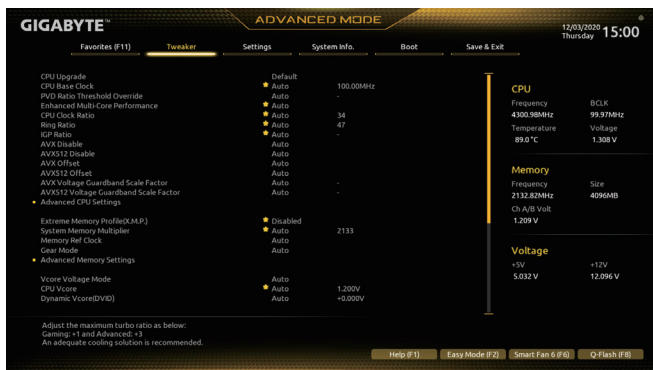 GIGABYTE™
ADVANCED MODE
12/03/2020 Thursday 15:00
Favorites (F11) Tweaker Settings System Info. Boot Save & Exit
CPU Upgrade Default
CPU Base Clock Auto 100.00MHz
PVD Ratio Threshold Override Auto -
Enhanced Multi-Core Performance Auto
CPU Clock Ratio Auto 34
Ring Ratio Auto 47
IGP Ratio Auto -
AVX Disable Auto
AVX512 Disable Auto
AVX Offset Auto
AVX512 Offset Auto
AVX Voltage Guardband Scale Factor Auto -
AVX512 Voltage Guardband Scale Factor Auto -
Advanced CPU Settings
Extreme Memory Profile(X.M.P.) Disabled
System Memory Multiplier Auto 2133
Memory Ref Clock Auto
Gear Mode Auto
Advanced Memory Settings
Vcore Voltage Mode Auto
CPU Vcore Auto 1.200V
Dynamic Vcore(DVID) Auto +0.000V
CPU
Frequency BCLK
4300.98MHz 99.97MHz
Temperature Voltage
89.0 °C 1.308 V
Memory
Frequency Size
2132.82MHz 4096MB
Ch A/B Volt
1.209 V
Voltage
+5V +12V
5.032 V 12.096 V
Adjust the maximum turbo ratio as below:
Gaming: +1 and Advanced: +3
An adequate cooling solution is recommended.
Help (F1) Easy Mode (F2) Smart Fan 6 (F6) Q-Flash (F8)